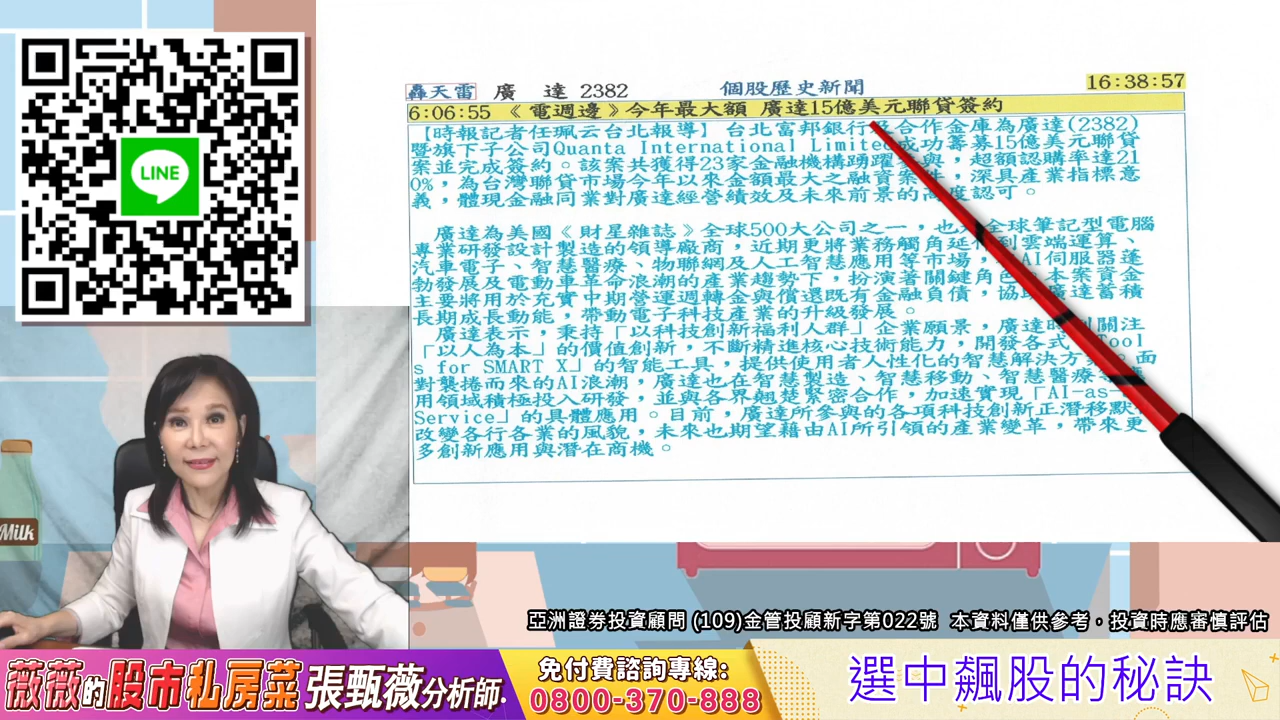 LINE
轟天雷 廣 達 2382 個股歷史新聞 16:38:57
6:06:55 《電週邊》今年最大額 廣達15億美元聯貸簽約
【時報記者任珮云台北報導】台北富邦銀行及合作金庫為廣達(2382)
暨旗下子公司Quanta International Limited成功籌募15億美元聯貸
案並完成簽約。該案共獲得23家金融機構踴躍參與，超額認購率達21
0%，為台灣聯貸市場今年以來金額最大之融資案件，深具產業指標意
義，體現金融同業對廣達經營績效及未來前景的高度認可。
廣達為美國《財星雜誌》全球500大公司之一，也 全球筆記型電腦
專業研發設計製造的領導廠商，近期更將業務觸角延伸到雲端運算、
汽車電子、智慧醫療、物聯網及人工智慧應用等市場， AI伺服器蓬
勃發展及電動車革命浪潮的產業趨勢下，扮演著關鍵角色。本案資金
主要將用於充實中期營運週轉金與償還既有金融負債，協助廣達蓄積
長期成長動能，帶動電子科技產業的升級發展。
廣達表示，秉持「以科技創新福利人群」企業願景，廣達時刻關注
「以人為本」的價值創新，不斷精進核心技術能力，開發各式「Tool
s for SMART X」的智能工具，提供使用者人性化的智慧解決方案。面
對襲捲而來的AI浪潮，廣達也在智慧製造、智慧移動、智慧醫療等應
用領域積極投入研發，並與各界翹楚緊密合作，加速實現「AI-as-a-
Service」的具體應用。目前，廣達所參與的各項科技創新正潛移默化
改變各行各業的風貌，未來也期望藉由AI所引領的產業變革，帶來更
多創新應用與潛在商機。
Milk
亞洲證券投資顧問 (109)金管投顧新字第022號 本資料僅供參考，投資時應審慎評估
薇薇的股市私房菜 張甄薇分析師.
免付費諮詢專線:
0800-370-888
選中飆股的秘訣